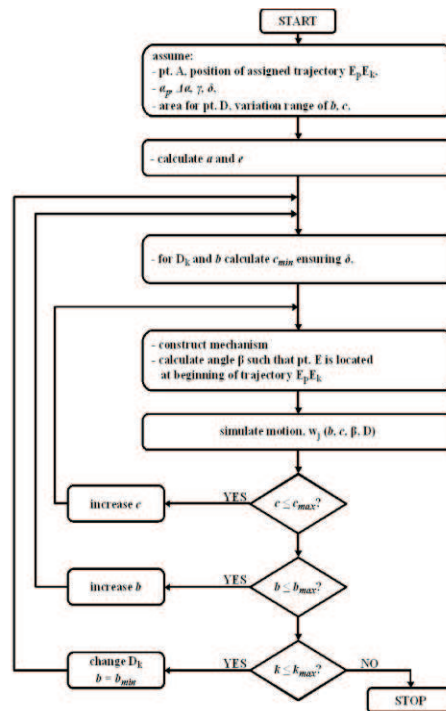 START
assume:
- pt. A, position of assigned trajectory EpEk,
- αp, Δα, γ, δ,
- area for pt. D, variation range of b, c.
- calculate a and e
- for Dk and b calculate cmin ensuring δ.
- construct mechanism
- calculate angle β such that pt. E is located
at beginning of trajectory EpEk
simulate motion, wj (b, c, β, D)
increase c
YES
c ≤ cmax?
increase b
YES
b ≤ bmax?
change Dk
b = bmin
YES
k ≤ kmax?
NO
STOP